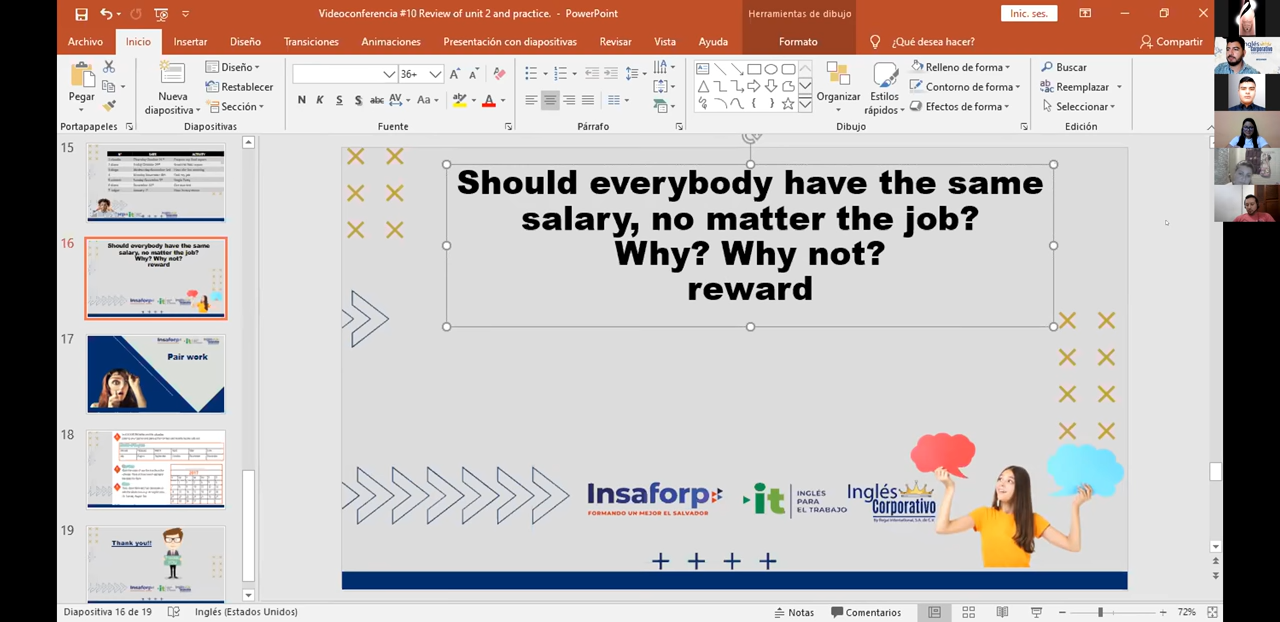 Videoconferencia #10 Review of unit 2 and practice. - PowerPoint
Herramientas de dibujo
Inic. ses.
Archivo
Inicio
Insertar
Diseño
Transiciones
Animaciones
Presentación con diapositivas
Revisar
Vista
Ayuda
Formato
¿Qué desea hacer?
Compartir
Pegar
Nueva
diapositiva
Diseño
Restablecer
Sección
36+
N K S S abc AV Aa
A
Organizar
Estilos
rápidos
Relleno de forma
Contorno de forma
Efectos de forma
Buscar
Reemplazar
Seleccionar
Portapapeles
Diapositivas
Fuente
Párrafo
Dibujo
Edición
15
16
Should everybody have the same
salary, no matter the job?
Why? Why not?
reward
17
Pair work
18
19
Thank you!!
Should everybody have the same
salary, no matter the job?
Why? Why not?
reward
Insaforp
FORMANDO UN MEJOR EL SALVADOR
it
INGLÉS
PARA
EL TRABAJO
Inglés
Corporativo
Diapositiva 16 de 19
Inglés (Estados Unidos)
Notas
Comentarios
72%